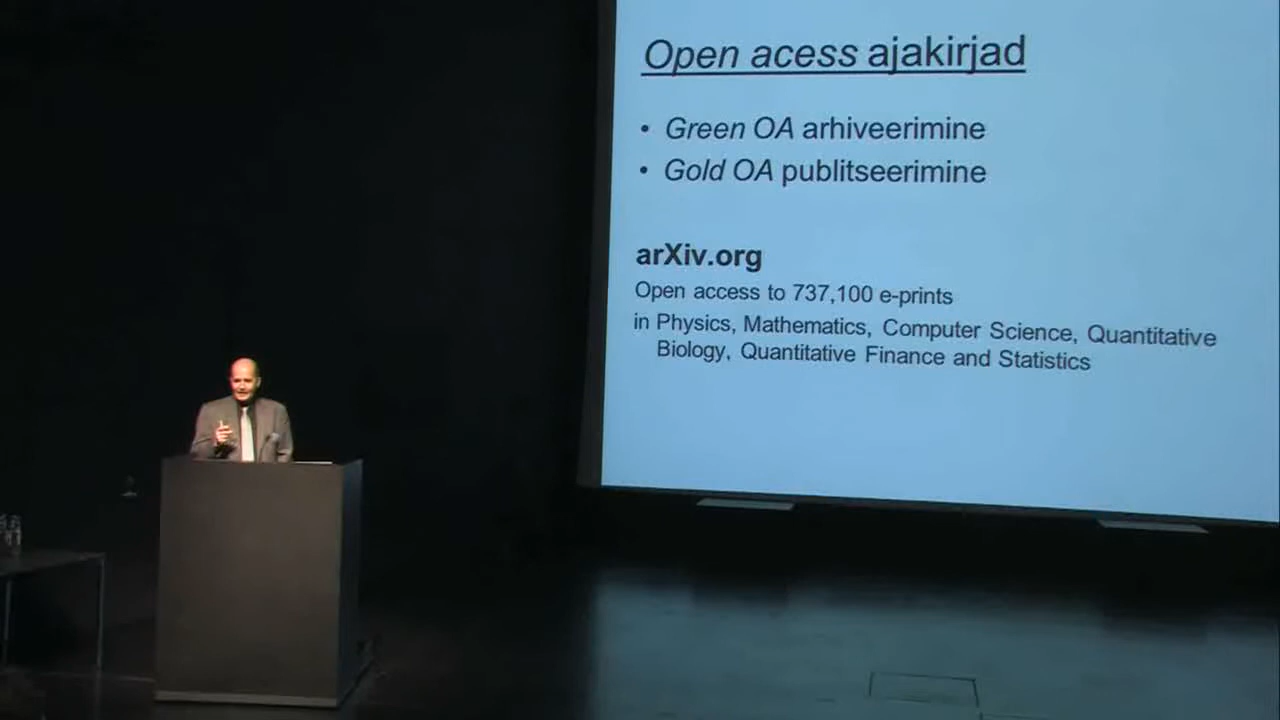 Open acess ajakirjad
• Green OA arhiveerimine
• Gold OA publitseerimine
arXiv.org
Open access to 737,100 e-prints
in Physics, Mathematics, Computer Science, Quantitative
Biology, Quantitative Finance and Statistics